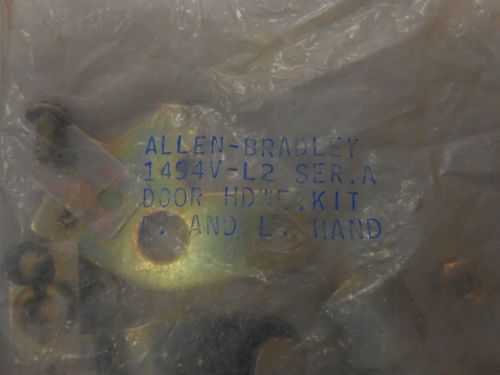 ALLEN-BRADLEY
1494V-L2 SER.A
DOOR HDWE.KIT
R. AND L. HAND